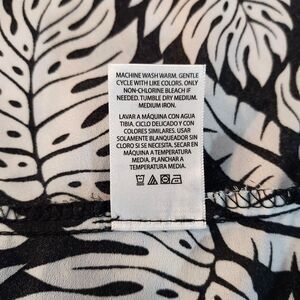 MACHINE WASH WARM. GENTLE
CYCLE WITH LIKE COLORS. ONLY
NON-CHLORINE BLEACH IF
NEEDED. TUMBLE DRY MEDIUM.
MEDIUM IRON.
LAVAR A MÁQUINA CON AGUA
TIBIA. CICLO DELICADO Y CON
COLORES SIMILARES. USAR
SOLAMENTE BLANQUEADOR SIN
CLORO SI SE NECESITA. SECAR EN
MÁQUINA A TEMPERATURA
MEDIA. PLANCHAR A
TEMPERATURA MEDIA.